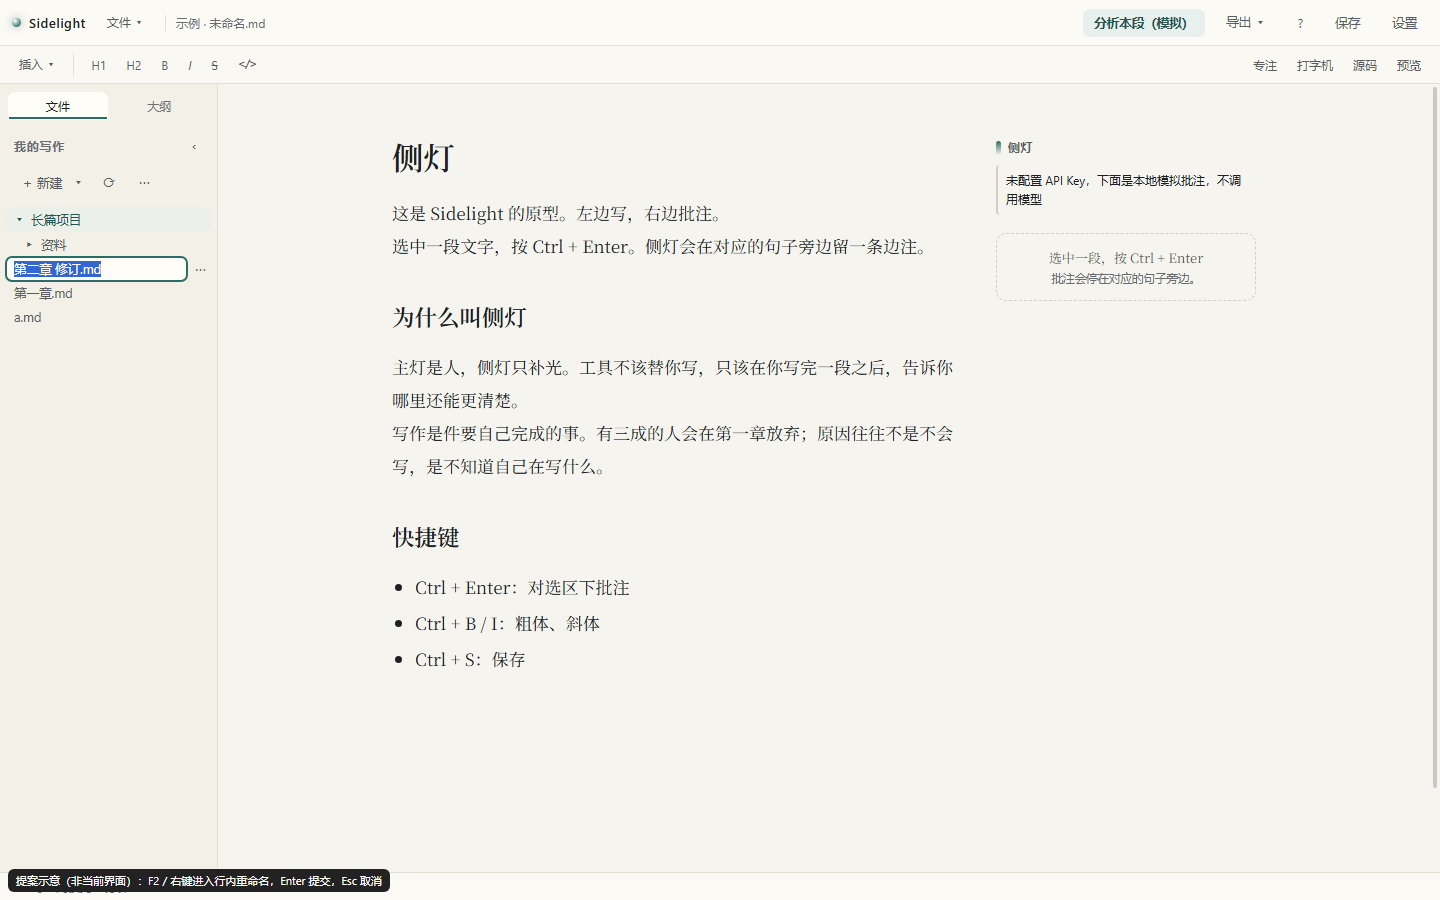 Sidelight 文件 示例 · 未命名.md 分析本段（模拟） 导出 ? 保存 设置
插入 H1 H2 B I S </> 专注 打字机 源码 预览
文件 大纲
我的写作
+ 新建 ...
长篇项目
资料
第二章 修订.md ...
第一章.md
a.md
侧灯
这是 Sidelight 的原型。左边写，右边批注。
选中一段文字，按 Ctrl + Enter。侧灯会在对应的句子旁边留一条边注。
为什么叫侧灯
主灯是人，侧灯只补光。工具不该替你写，只该在你写完一段之后，告诉你
哪里还能更清楚。
写作是件要自己完成的事。有三成的人会在第一章放弃；原因往往不是不会
写，是不知道自己在写什么。
快捷键
• Ctrl + Enter：对选区下批注
• Ctrl + B / I：粗体、斜体
• Ctrl + S：保存
侧灯
未配置 API Key，下面是本地模拟批注，不调
用模型
选中一段，按 Ctrl + Enter
批注会停在对应的句子旁边。
提案示意（非当前界面）：F2 / 右键进入行内重命名，Enter 提交，Esc 取消